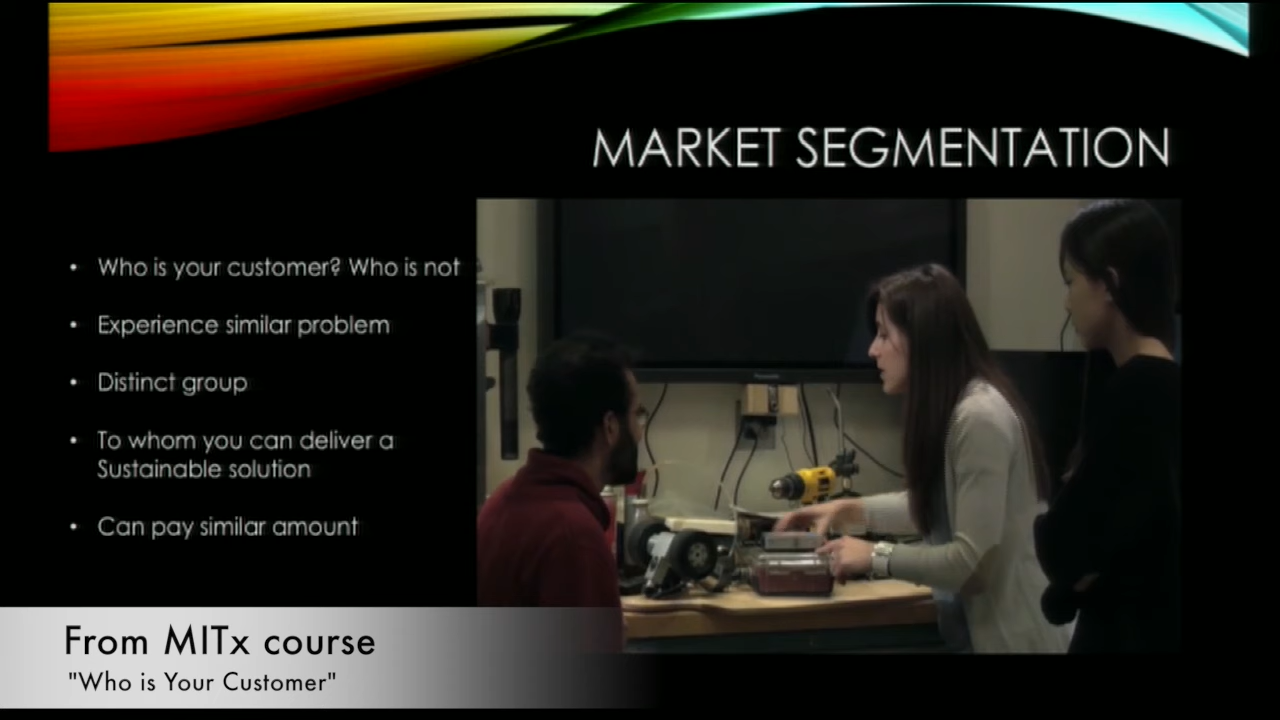 MARKET SEGMENTATION
• Who is your customer? Who is not
• Experience similar problem
• Distinct group
• To whom you can deliver a
Sustainable solution
• Can pay similar amount
From MITx course
"Who is Your Customer"